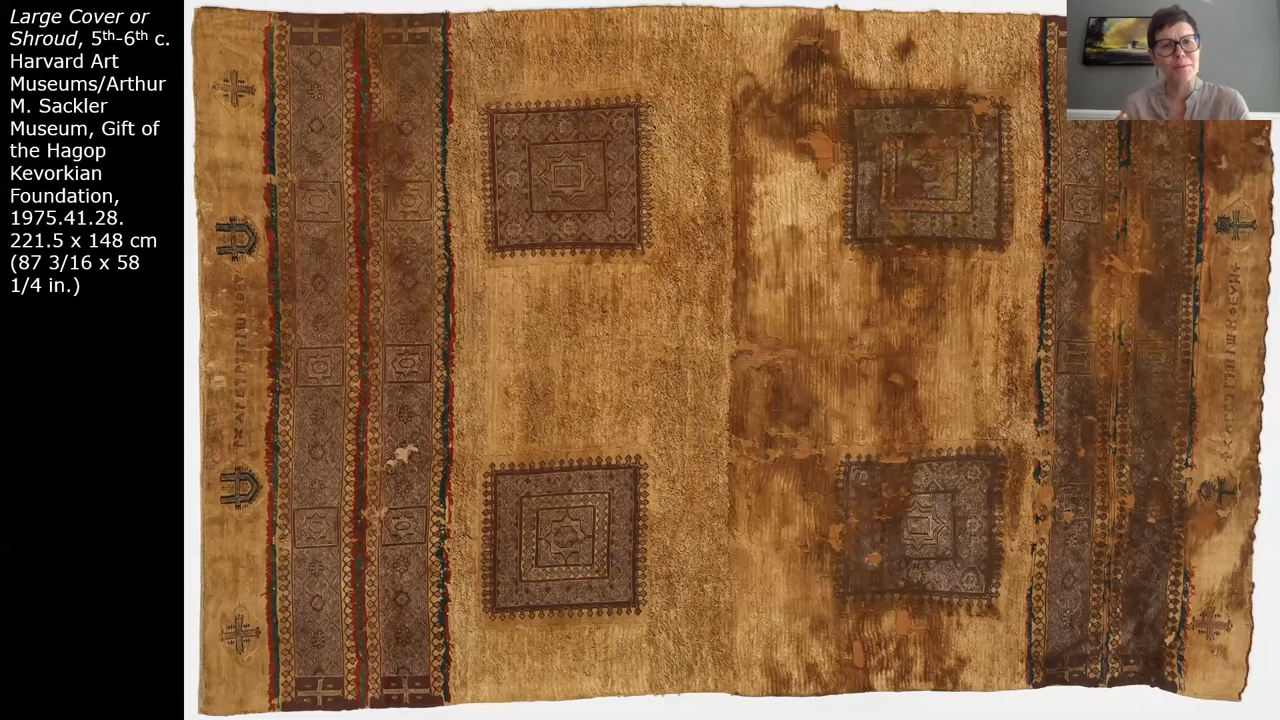 Large Cover or
Shroud, 5th-6th c.
Harvard Art
Museums/Arthur
M. Sackler
Museum, Gift of
the Hagop
Kevorkian
Foundation,
1975.41.28.
221.5 x 148 cm
(87 3/16 x 58
1/4 in.)